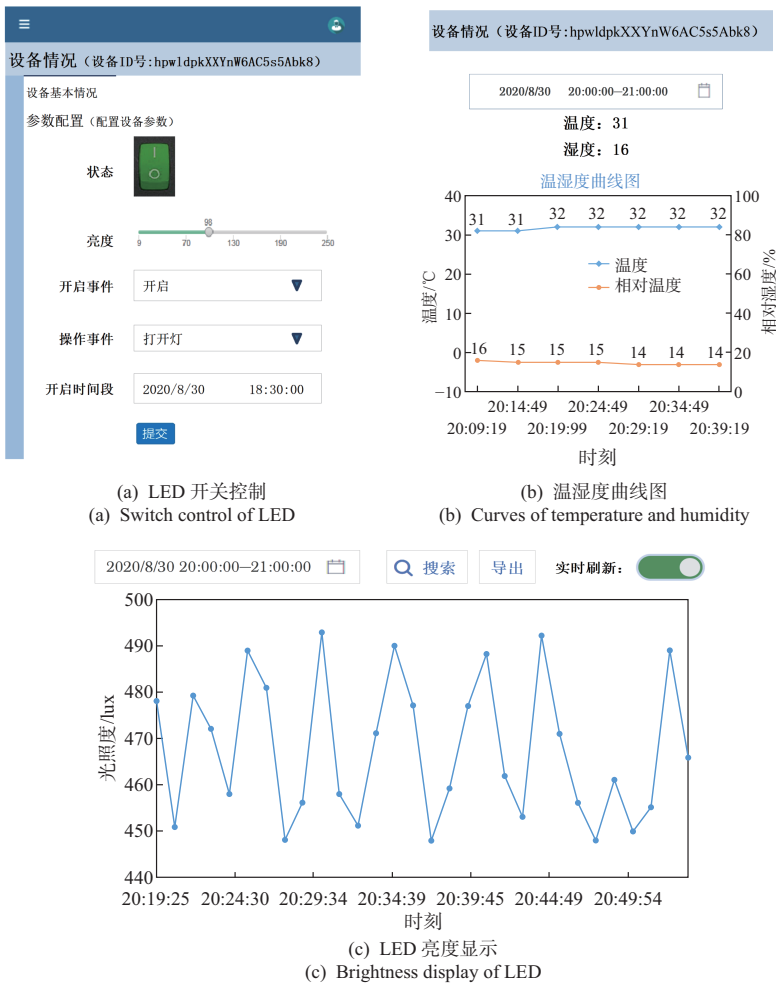 设备情况（设备ID号:hpwldpkXXYnW6AC5s5Abk8）
设备基本情况
参数配置（配置设备参数）
状态
亮度
98
9 70 130 190 250
开启事件 开启
操作事件 打开灯
开启时间段 2020/8/30 18:30:00
提交
(a) LED 开关控制
(a) Switch control of LED
设备情况（设备ID号:hpwldpkXXYnW6AC5s5Abk8）
2020/8/30 20:00:00—21:00:00
温度：31
湿度：16
温湿度曲线图
40 100
31 31 32 32 32 32 32
30 80
温度
20 60
相对温度
10 40
16 15 15 15 14 14 14
0 20
−10 0
温度/℃
相对湿度/%
20:14:49 20:24:49 20:34:49
20:09:19 20:19:99 20:29:19 20:39:19
时刻
(b) 温湿度曲线图
(b) Curves of temperature and humidity
2020/8/30 20:00:00—21:00:00 搜索 导出 实时刷新：
500
490
480
470
460
450
440
光照度/lux
20:19:25 20:24:30 20:29:34 20:34:39 20:39:45 20:44:49 20:49:54
时刻
(c) LED 亮度显示
(c) Brightness display of LED